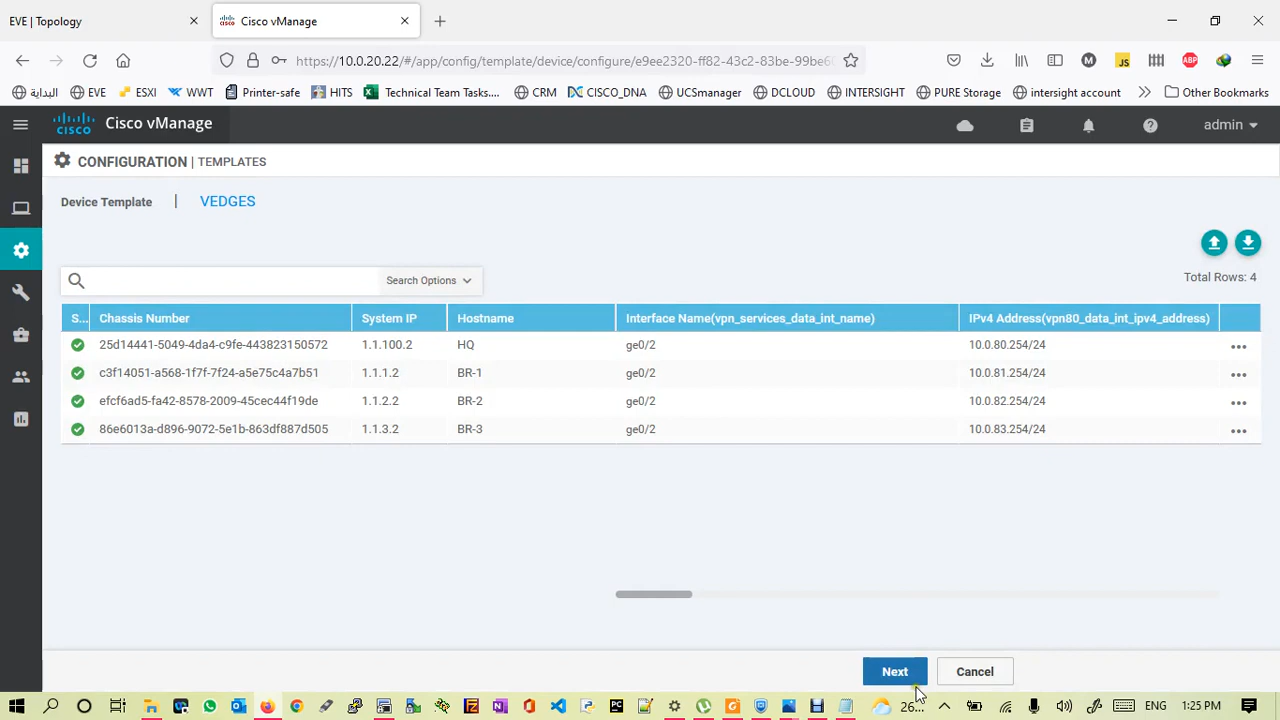 EVE | Topology
Cisco vManage
https://10.0.20.22/#/app/config/template/device/configure/e9ee2320-ff82-43c2-83be-99be60
البداية EVE ESXI WWT Printer-safe HITS Technical Team Tasks.... CRM CISCO_DNA UCSmanager DCLOUD INTERSIGHT PURE Storage intersight account Other Bookmarks
M JS ABP
cisco Cisco vManage
admin
CONFIGURATION | TEMPLATES
Device Template | VEDGES
Search Options
Total Rows: 4
S... Chassis Number System IP Hostname Interface Name(vpn_services_data_int_name) IPv4 Address(vpn80_data_int_ipv4_address)
25d14441-5049-4da4-c9fe-443823150572 1.1.100.2 HQ ge0/2 10.0.80.254/24
c3f14051-a568-1f7f-7f24-a5e75c4a7b51 1.1.1.2 BR-1 ge0/2 10.0.81.254/24
efcf6ad5-fa42-8578-2009-45cec44f19de 1.1.2.2 BR-2 ge0/2 10.0.82.254/24
86e6013a-d896-9072-5e1b-863df887d505 1.1.3.2 BR-3 ge0/2 10.0.83.254/24
Next Cancel
26... ENG 1:25 PM